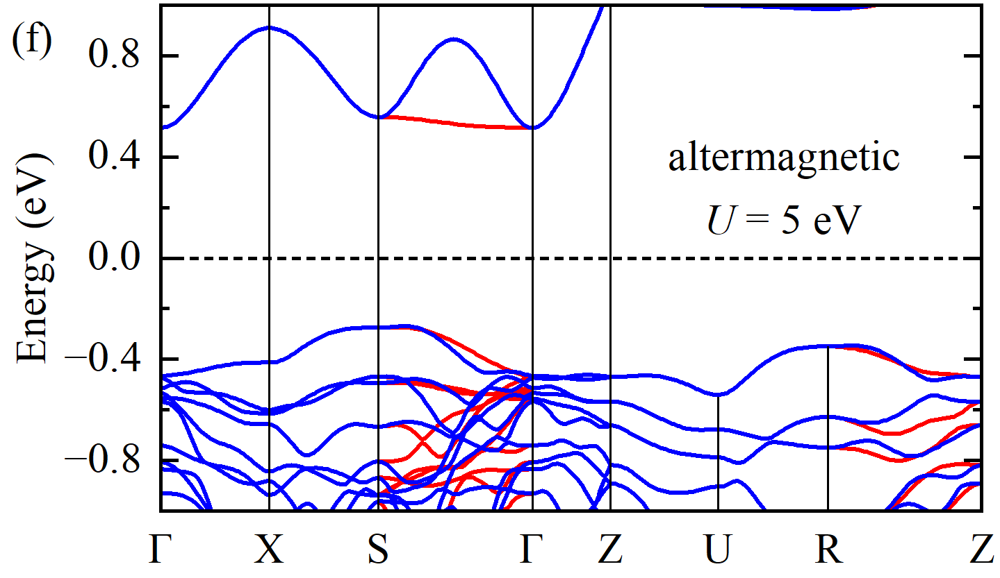 (f)
0.8
0.4
0.0
−0.4
−0.8
Energy (eV)
altermagnetic
U = 5 eV
Γ X S Γ Z U R Z